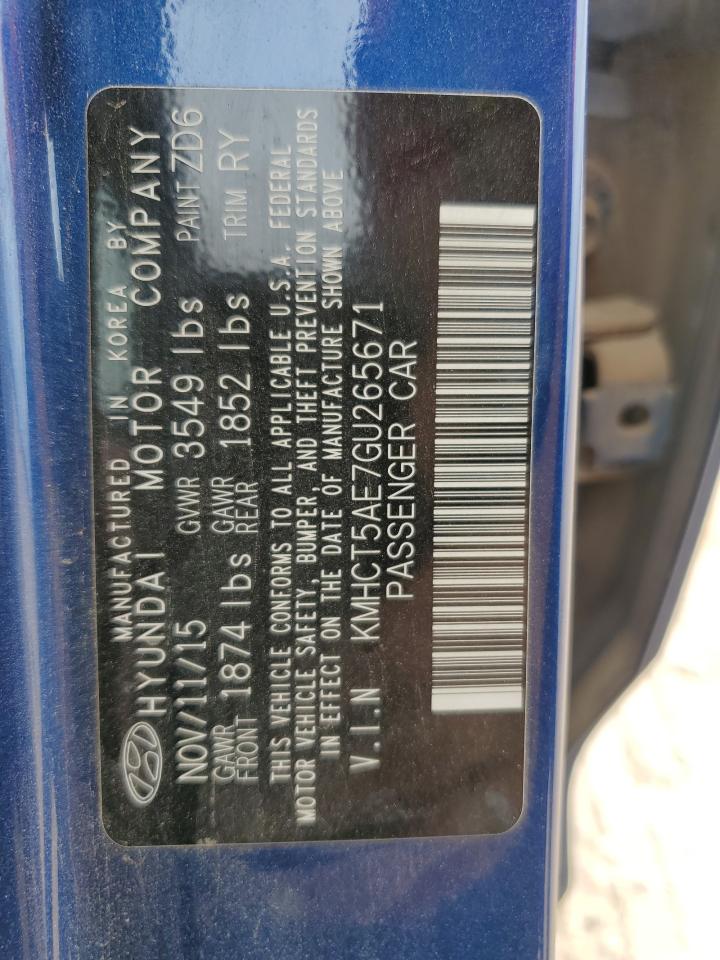 MANUFACTURED IN KOREA BY
HYUNDAI MOTOR COMPANY
NOV/11/15 GVWR 3549 lbs PAINT ZD6
GAWR FRONT 1874 lbs GAWR REAR 1852 lbs TRIM RY
THIS VEHICLE CONFORMS TO ALL APPLICABLE U.S.A. FEDERAL
MOTOR VEHICLE SAFETY, BUMPER, AND THEFT PREVENTION STANDARDS
IN EFFECT ON THE DATE OF MANUFACTURE SHOWN ABOVE
V.I.N KMHCT5AE7GU265671
PASSENGER CAR